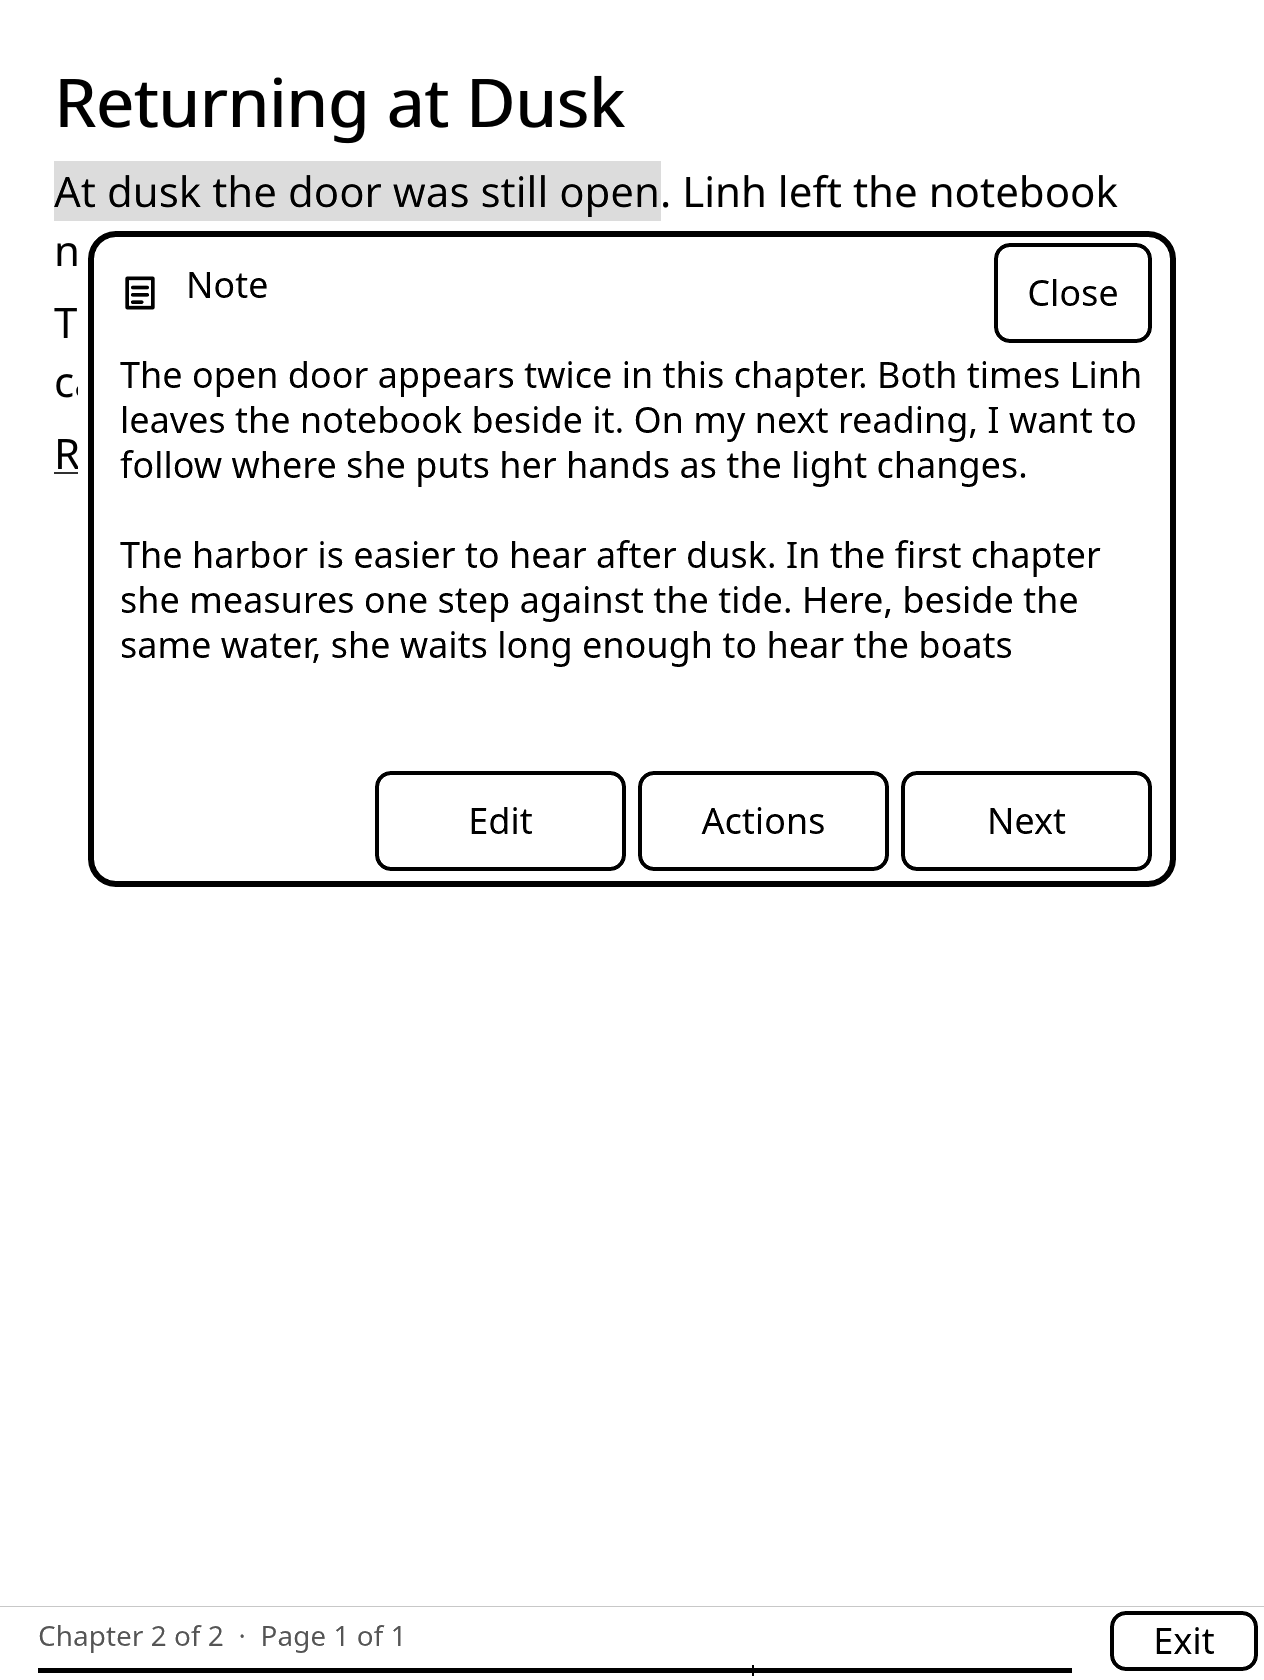 Returning at Dusk
At dusk the door was still open. Linh left the notebook
n
Note
Close
T
c
R
The open door appears twice in this chapter. Both times Linh
leaves the notebook beside it. On my next reading, I want to
follow where she puts her hands as the light changes.
The harbor is easier to hear after dusk. In the first chapter
she measures one step against the tide. Here, beside the
same water, she waits long enough to hear the boats
Edit
Actions
Next
Chapter 2 of 2 · Page 1 of 1
Exit